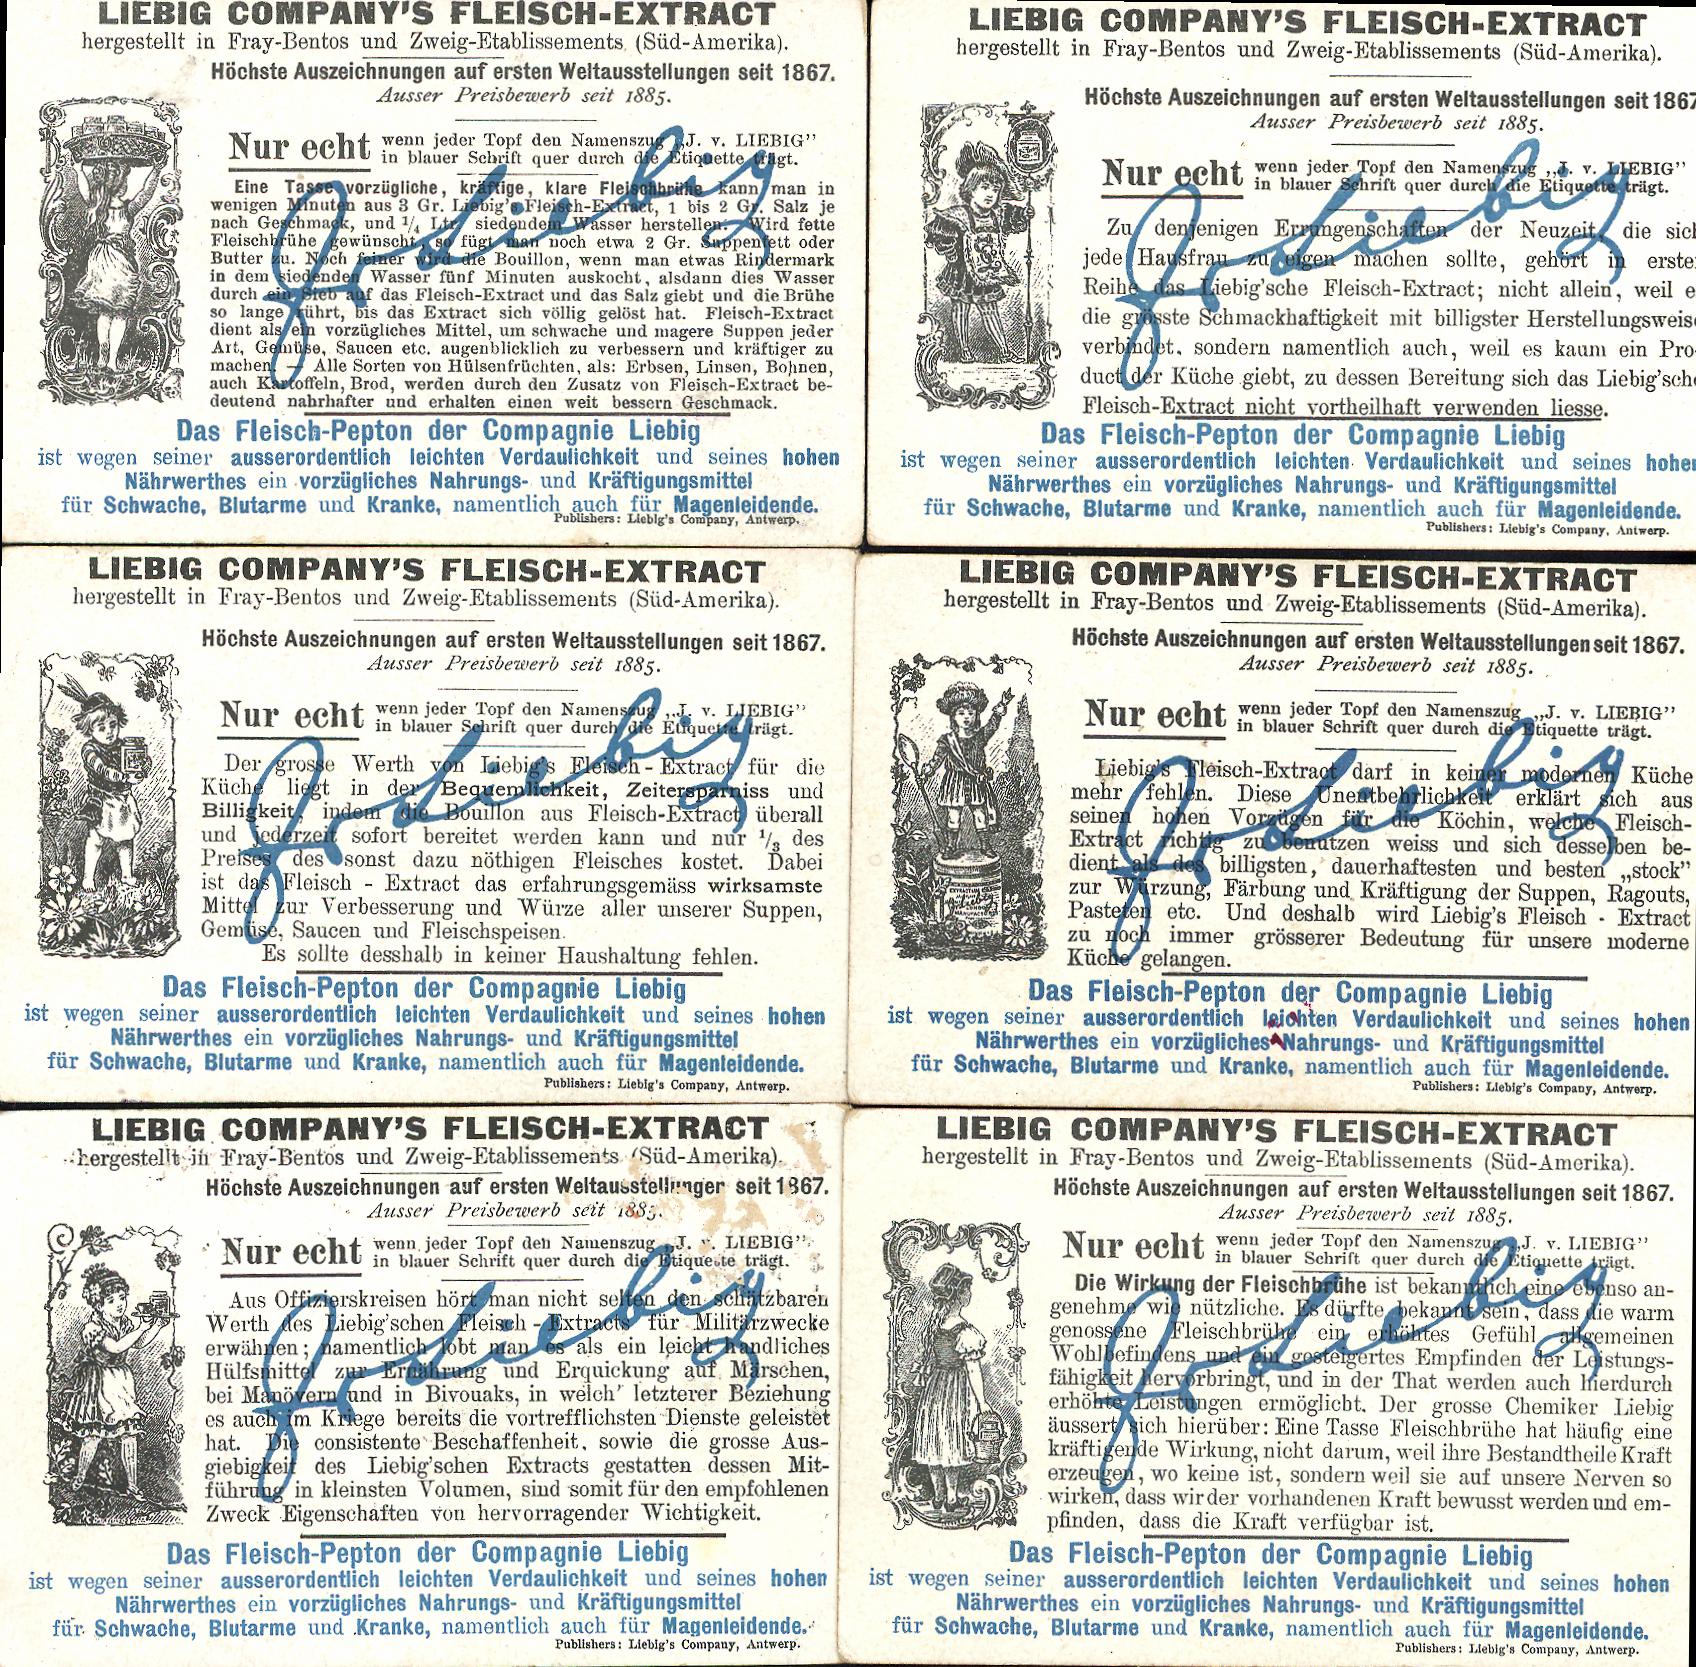 LIEBIG COMPANY'S FLEISCH-EXTRACT
hergestellt in Fray-Bentos und Zweig-Etablissements (Süd-Amerika).
Höchste Auszeichnungen auf ersten Weltausstellungen seit 1867.
Ausser Preisbewerb seit 1885.
Nur echt wenn jeder Topf den Namenszug „J. v. LIEBIG”
in blauer Schrift quer durch die Etiquette trägt.
Eine Tasse vorzügliche, kräftige, klare Fleischbrühe kann man in
wenigen Minuten aus 3 Gr. Liebig's Fleisch-Extract, 1 bis 2 Gr. Salz je
nach Geschmack, und 1/4 Ltr. siedendem Wasser herstellen. Wird fette
Fleischbrühe gewünscht, so fügt man noch etwa 2 Gr. Suppenfett oder
Butter zu. Noch feiner wird die Bouillon, wenn man etwas Rindermark
in dem siedenden Wasser fünf Minuten auskocht, alsdann dies Wasser
durch ein Sieb auf das Fleisch-Extract und das Salz giebt und die Brühe
so lange rührt, bis das Extract sich völlig gelöst hat. Fleisch-Extract
dient als ein vorzügliches Mittel, um schwache und magere Suppen jeder
Art, Gemüse, Saucen etc. augenblicklich zu verbessern und kräftiger zu
machen. — Alle Sorten von Hülsenfrüchten, als: Erbsen, Linsen, Bohnen,
auch Kartoffeln, Brod, werden durch den Zusatz von Fleisch-Extract be-
deutend nahrhafter und erhalten einen weit bessern Geschmack.
J v Liebig
Das Fleisch-Pepton der Compagnie Liebig
ist wegen seiner ausserordentlich leichten Verdaulichkeit und seines hohen
Nährwerthes ein vorzügliches Nahrungs- und Kräftigungsmittel
für Schwache, Blutarme und Kranke, namentlich auch für Magenleidende.
Publishers: Liebig's Company, Antwerp.
LIEBIG COMPANY'S FLEISCH-EXTRACT
hergestellt in Fray-Bentos und Zweig-Etablissements (Süd-Amerika).
Höchste Auszeichnungen auf ersten Weltausstellungen seit 1867
Ausser Preisbewerb seit 1885.
Nur echt wenn jeder Topf den Namenszug „J. v. LIEBIG”
in blauer Schrift quer durch die Etiquette trägt.
Zu denjenigen Errungenschaften der Neuzeit, die sich
jede Hausfrau zu eigen machen sollte, gehört in erster
Reihe das Liebig'sche Fleisch-Extract; nicht allein, weil e
die grösste Schmackhaftigkeit mit billigster Herstellungsweise
verbindet, sondern namentlich auch, weil es kaum ein Pro-
duct der Küche giebt, zu dessen Bereitung sich das Liebig'sche
Fleisch-Extract nicht vortheilhaft verwenden liesse.
J v Liebig
Das Fleisch-Pepton der Compagnie Liebig
ist wegen seiner ausserordentlich leichten Verdaulichkeit und seines hohen
Nährwerthes ein vorzügliches Nahrungs- und Kräftigungsmittel
für Schwache, Blutarme und Kranke, namentlich auch für Magenleidende.
Publishers: Liebig's Company, Antwerp.
LIEBIG COMPANY'S FLEISCH-EXTRACT
hergestellt in Fray-Bentos und Zweig-Etablissements (Süd-Amerika).
Höchste Auszeichnungen auf ersten Weltausstellungen seit 1867.
Ausser Preisbewerb seit 1885.
Nur echt wenn jeder Topf den Namenszug „J. v. LIEBIG”
in blauer Schrift quer durch die Etiquette trägt.
Der grosse Werth von Liebig's Fleisch-Extract für die
Küche liegt in der Bequemlichkeit, Zeitersparniss und
Billigkeit, indem die Bouillon aus Fleisch-Extract überall
und jederzeit sofort bereitet werden kann und nur 1/3 des
Preises des sonst dazu nöthigen Fleisches kostet. Dabei
ist das Fleisch-Extract das erfahrungsgemäss wirksamste
Mittel zur Verbesserung und Würze aller unserer Suppen,
Gemüse, Saucen und Fleischspeisen.
Es sollte desshalb in keiner Haushaltung fehlen.
J v Liebig
Das Fleisch-Pepton der Compagnie Liebig
ist wegen seiner ausserordentlich leichten Verdaulichkeit und seines hohen
Nährwerthes ein vorzügliches Nahrungs- und Kräftigungsmittel
für Schwache, Blutarme und Kranke, namentlich auch für Magenleidende.
Publishers: Liebig's Company, Antwerp.
LIEBIG COMPANY'S FLEISCH-EXTRACT
hergestellt in Fray-Bentos und Zweig-Etablissements (Süd-Amerika).
Höchste Auszeichnungen auf ersten Weltausstellungen seit 1867.
Ausser Preisbewerb seit 1885.
Nur echt wenn jeder Topf den Namenszug „J. v. LIEBIG”
in blauer Schrift quer durch die Etiquette trägt.
Liebig's Fleisch-Extract darf in keiner modernen Küche
mehr fehlen. Diese Unentbehrlichkeit erklärt sich aus
seinen hohen Vorzügen für die Köchin, welche Fleisch-
Extract richtig zu benutzen weiss und sich desselben be-
dient als des billigsten, dauerhaftesten und besten „stock”
zur Würzung, Färbung und Kräftigung der Suppen, Ragouts,
Pasteten etc. Und deshalb wird Liebig's Fleisch-Extract
zu noch immer grösserer Bedeutung für unsere moderne
Küche gelangen.
J v Liebig
Das Fleisch-Pepton der Compagnie Liebig
ist wegen seiner ausserordentlich leichten Verdaulichkeit und seines hohen
Nährwerthes ein vorzügliches Nahrungs- und Kräftigungsmittel
für Schwache, Blutarme und Kranke, namentlich auch für Magenleidende.
Publishers: Liebig's Company, Antwerp.
LIEBIG COMPANY'S FLEISCH-EXTRACT
hergestellt in Fray-Bentos und Zweig-Etablissements (Süd-Amerika).
Höchste Auszeichnungen auf ersten Weltausstellungen seit 1867.
Ausser Preisbewerb seit 1885.
Nur echt wenn jeder Topf den Namenszug „J. v. LIEBIG”
in blauer Schrift quer durch die Etiquette trägt.
Aus Offizierskreisen hört man nicht selten den schätzbaren
Werth des Liebig'schen Fleisch-Extracts für Militärzwecke
erwähnen; namentlich lobt man es als ein leicht handliches
Hülfsmittel zur Ernährung und Erquickung auf Märschen,
bei Manövern und in Bivouaks, in welch' letzterer Beziehung
es auch im Kriege bereits die vortrefflichsten Dienste geleistet
hat. Die consistente Beschaffenheit, sowie die grosse Aus-
giebigkeit des Liebig'schen Extracts gestatten dessen Mit-
führung in kleinsten Volumen, sind somit für den empfohlenen
Zweck Eigenschaften von hervorragender Wichtigkeit.
J v Liebig
Das Fleisch-Pepton der Compagnie Liebig
ist wegen seiner ausserordentlich leichten Verdaulichkeit und seines hohen
Nährwerthes ein vorzügliches Nahrungs- und Kräftigungsmittel
für Schwache, Blutarme und Kranke, namentlich auch für Magenleidende.
Publishers: Liebig's Company, Antwerp.
LIEBIG COMPANY'S FLEISCH-EXTRACT
hergestellt in Fray-Bentos und Zweig-Etablissements (Süd-Amerika).
Höchste Auszeichnungen auf ersten Weltausstellungen seit 1867.
Ausser Preisbewerb seit 1885.
Nur echt wenn jeder Topf den Namenszug „J. v. LIEBIG”
in blauer Schrift quer durch die Etiquette trägt.
Die Wirkung der Fleischbrühe ist bekanntlich eine ebenso an-
genehme wie nützliche. Es dürfte bekannt sein, dass die warm
genossene Fleischbrühe ein erhöhtes Gefühl allgemeinen
Wohlbefindens und ein gesteigertes Empfinden der Leistungs-
fähigkeit hervorbringt, und in der That werden auch hierdurch
erhöhte Leistungen ermöglicht. Der grosse Chemiker Liebig
äussert sich hierüber: Eine Tasse Fleischbrühe hat häufig eine
kräftigende Wirkung, nicht darum, weil ihre Bestandtheile Kraft
erzeugen, wo keine ist, sondern weil sie auf unsere Nerven so
wirken, dass wir der vorhandenen Kraft bewusst werden und em-
pfinden, dass die Kraft verfügbar ist.
J v Liebig
Das Fleisch-Pepton der Compagnie Liebig
ist wegen seiner ausserordentlich leichten Verdaulichkeit und seines hohen
Nährwerthes ein vorzügliches Nahrungs- und Kräftigungsmittel
für Schwache, Blutarme und Kranke, namentlich auch für Magenleidende.
Publishers: Liebig's Company, Antwerp.